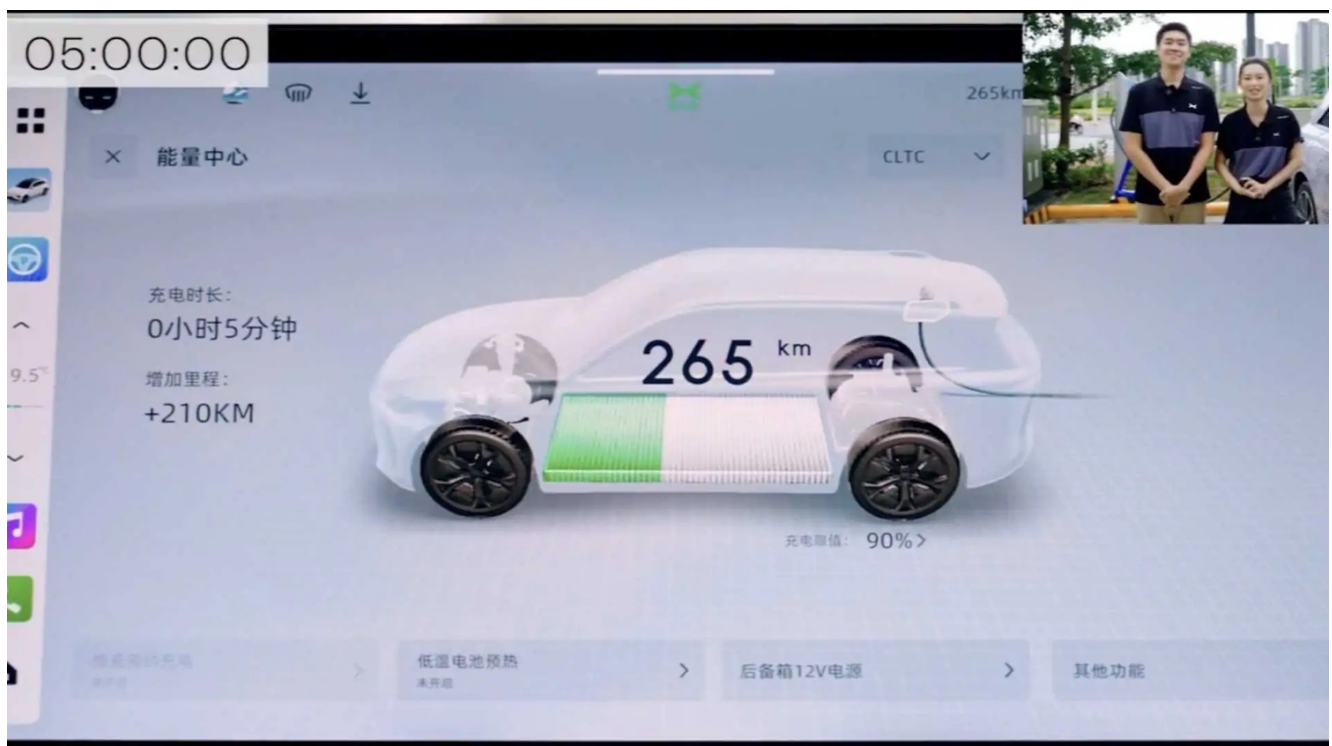 05:00:00
265km
能量中心
CLTC
充电时长：
0小时5分钟
增加里程：
+210KM
265 km
9.5℃
充电限值： 90%>
低温电池预热
未开启
后备箱12V电源
其他功能